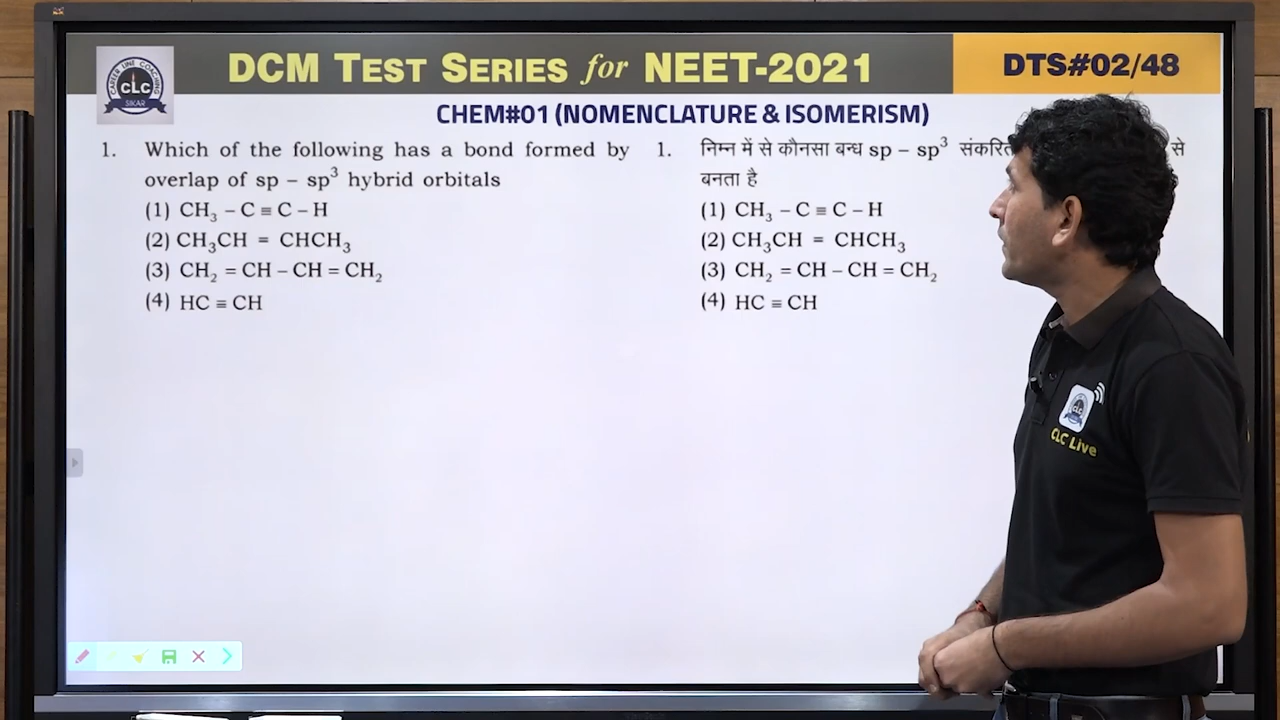 DCM TEST SERIES for NEET-2021
DTS#02/48
CAREER LINE COACHING
CLC
SIKAR
CHEM#01 (NOMENCLATURE & ISOMERISM)
1. Which of the following has a bond formed by
overlap of sp – sp³ hybrid orbitals
(1) CH₃ – C ≡ C – H
(2) CH₃CH = CHCH₃
(3) CH₂ = CH – CH = CH₂
(4) HC ≡ CH
1. निम्न में से कौनसा बन्ध sp – sp³ से
बनता है
(1) CH₃ – C ≡ C – H
(2) CH₃CH = CHCH₃
(3) CH₂ = CH – CH = CH₂
(4) HC ≡ CH
CLC Live